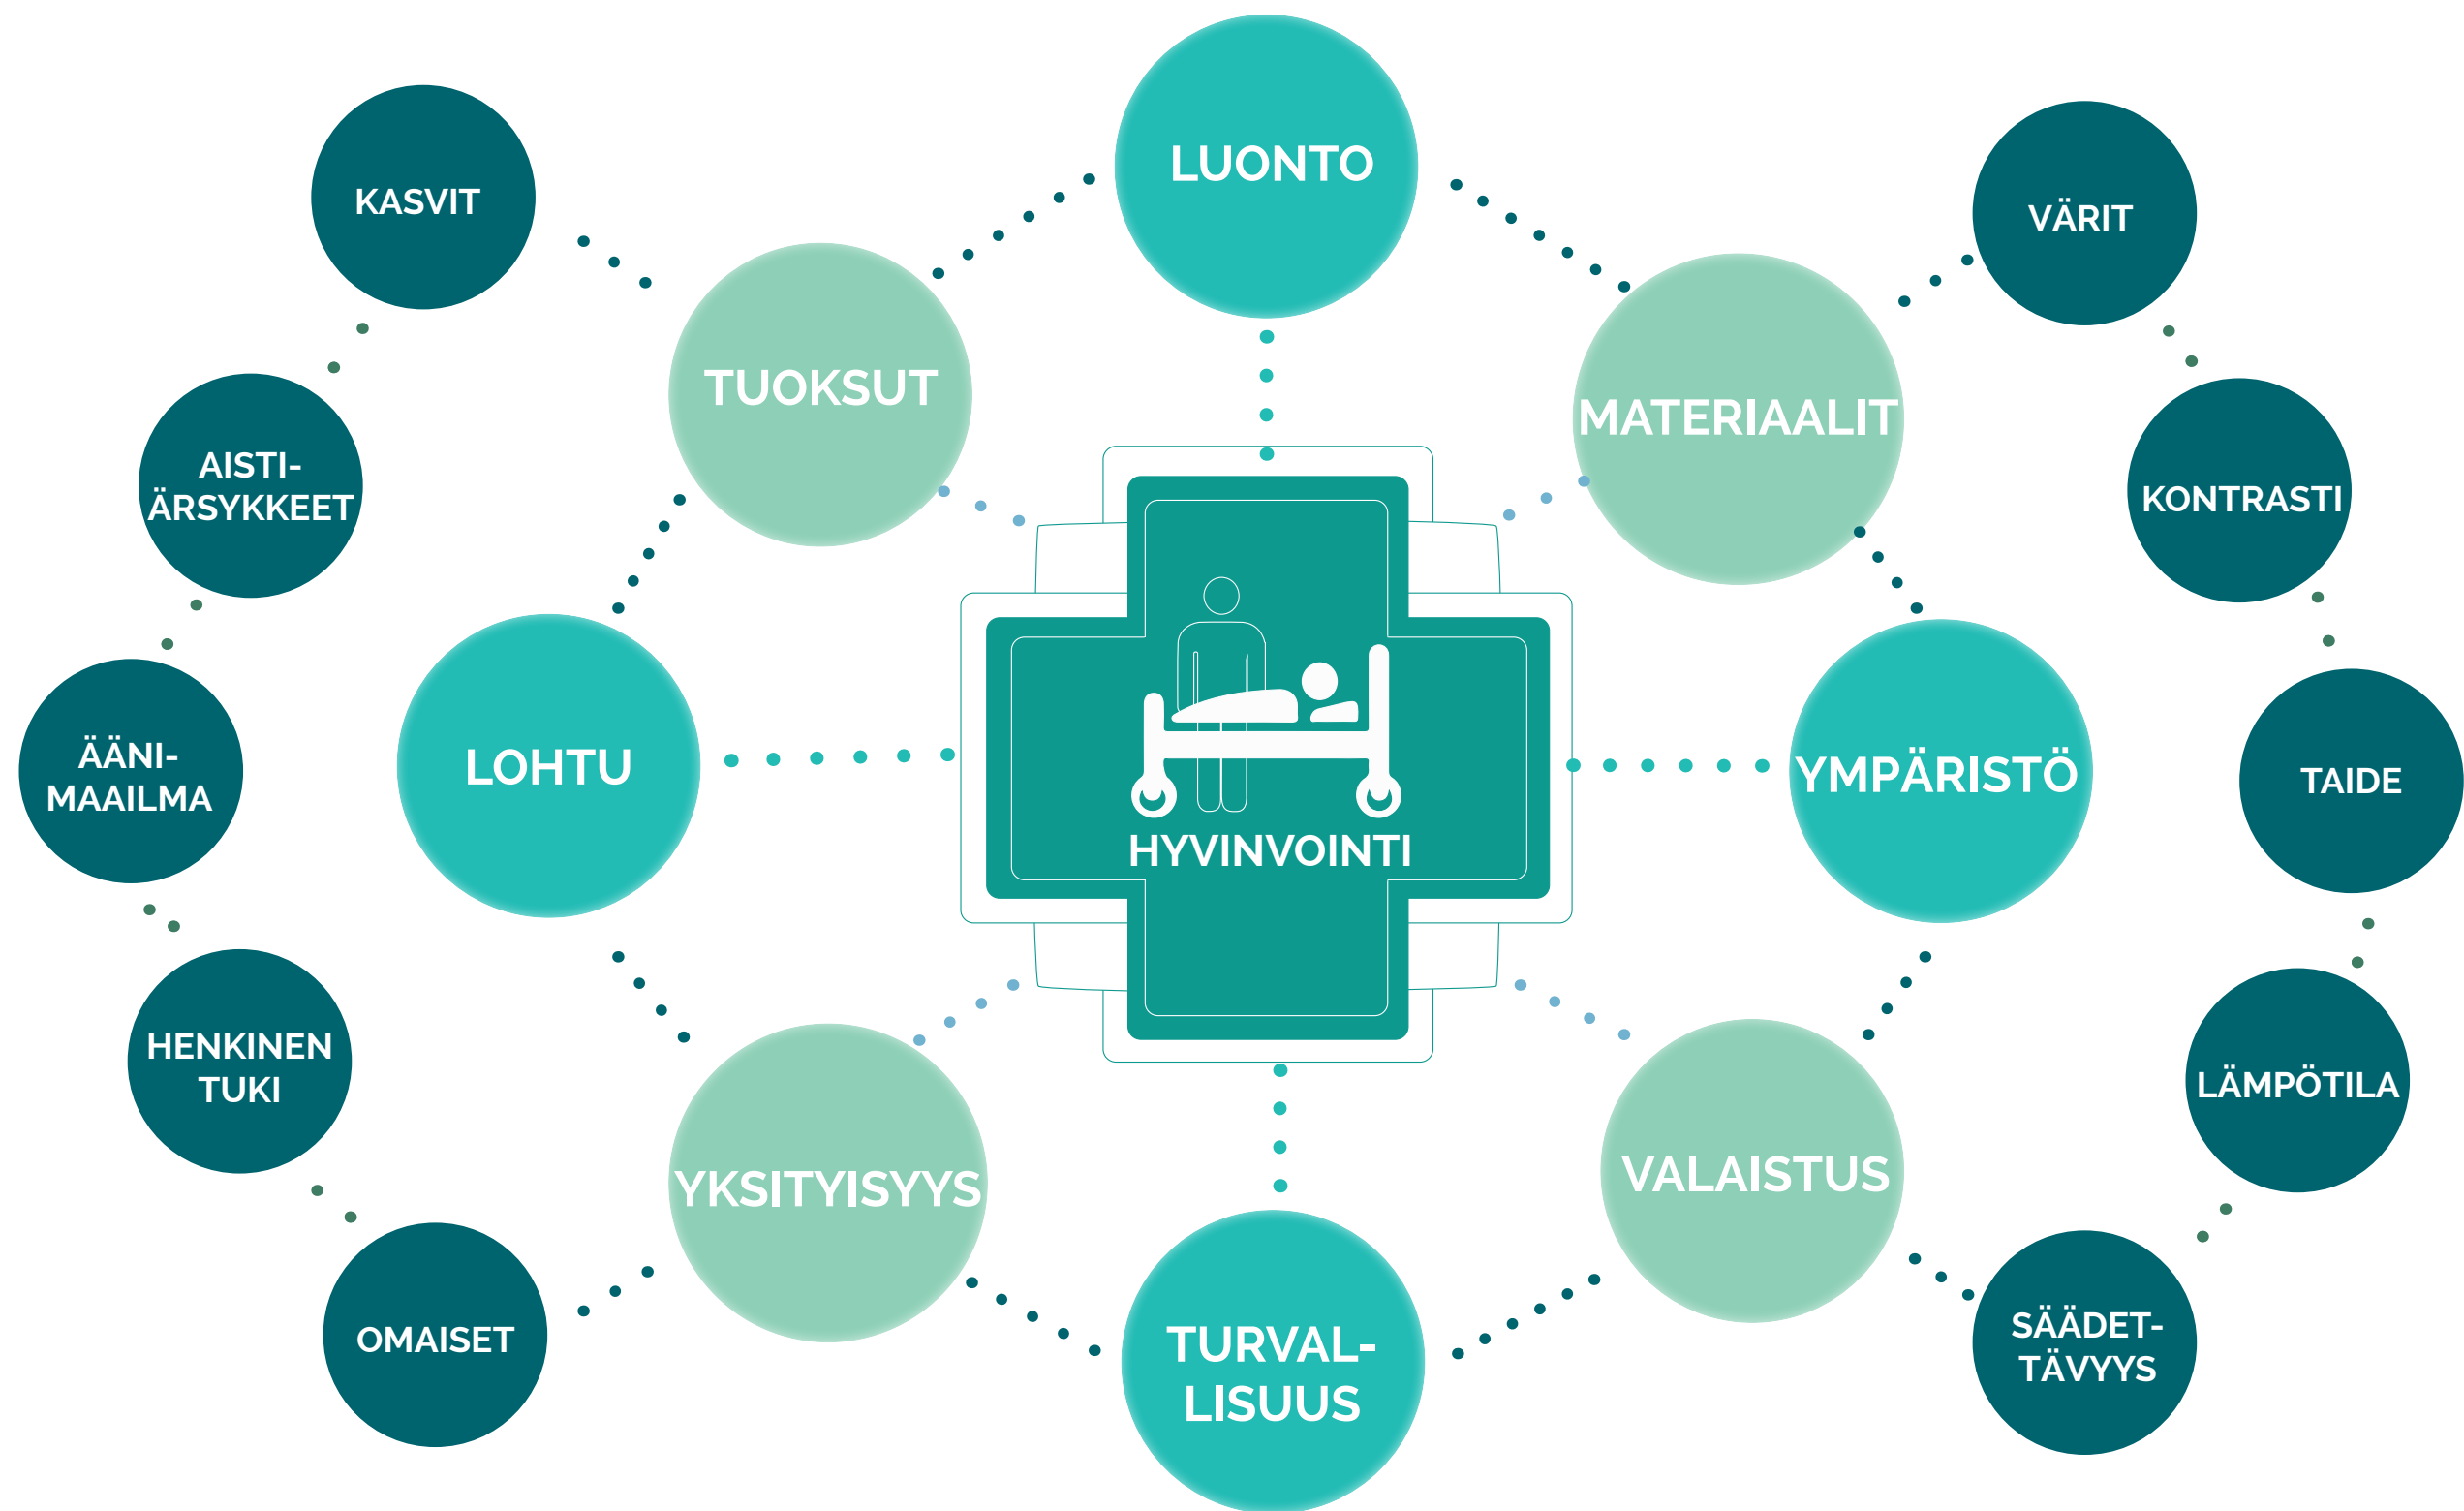 LUONTO
KASVIT
VÄRIT
TUOKSUT
MATERIAALIT
AISTI-
ÄRSYKKEET
KONTRASTI
ÄÄNI-
MAAILMA
LOHTU
YMPÄRISTÖ
TAIDE
HYVINVOINTI
HENKINEN
TUKI
LÄMPÖTILA
YKSITYISYYS
VALAISTUS
OMAISET
TURVAL-
LISUUS
SÄÄDET-
TÄVYYS